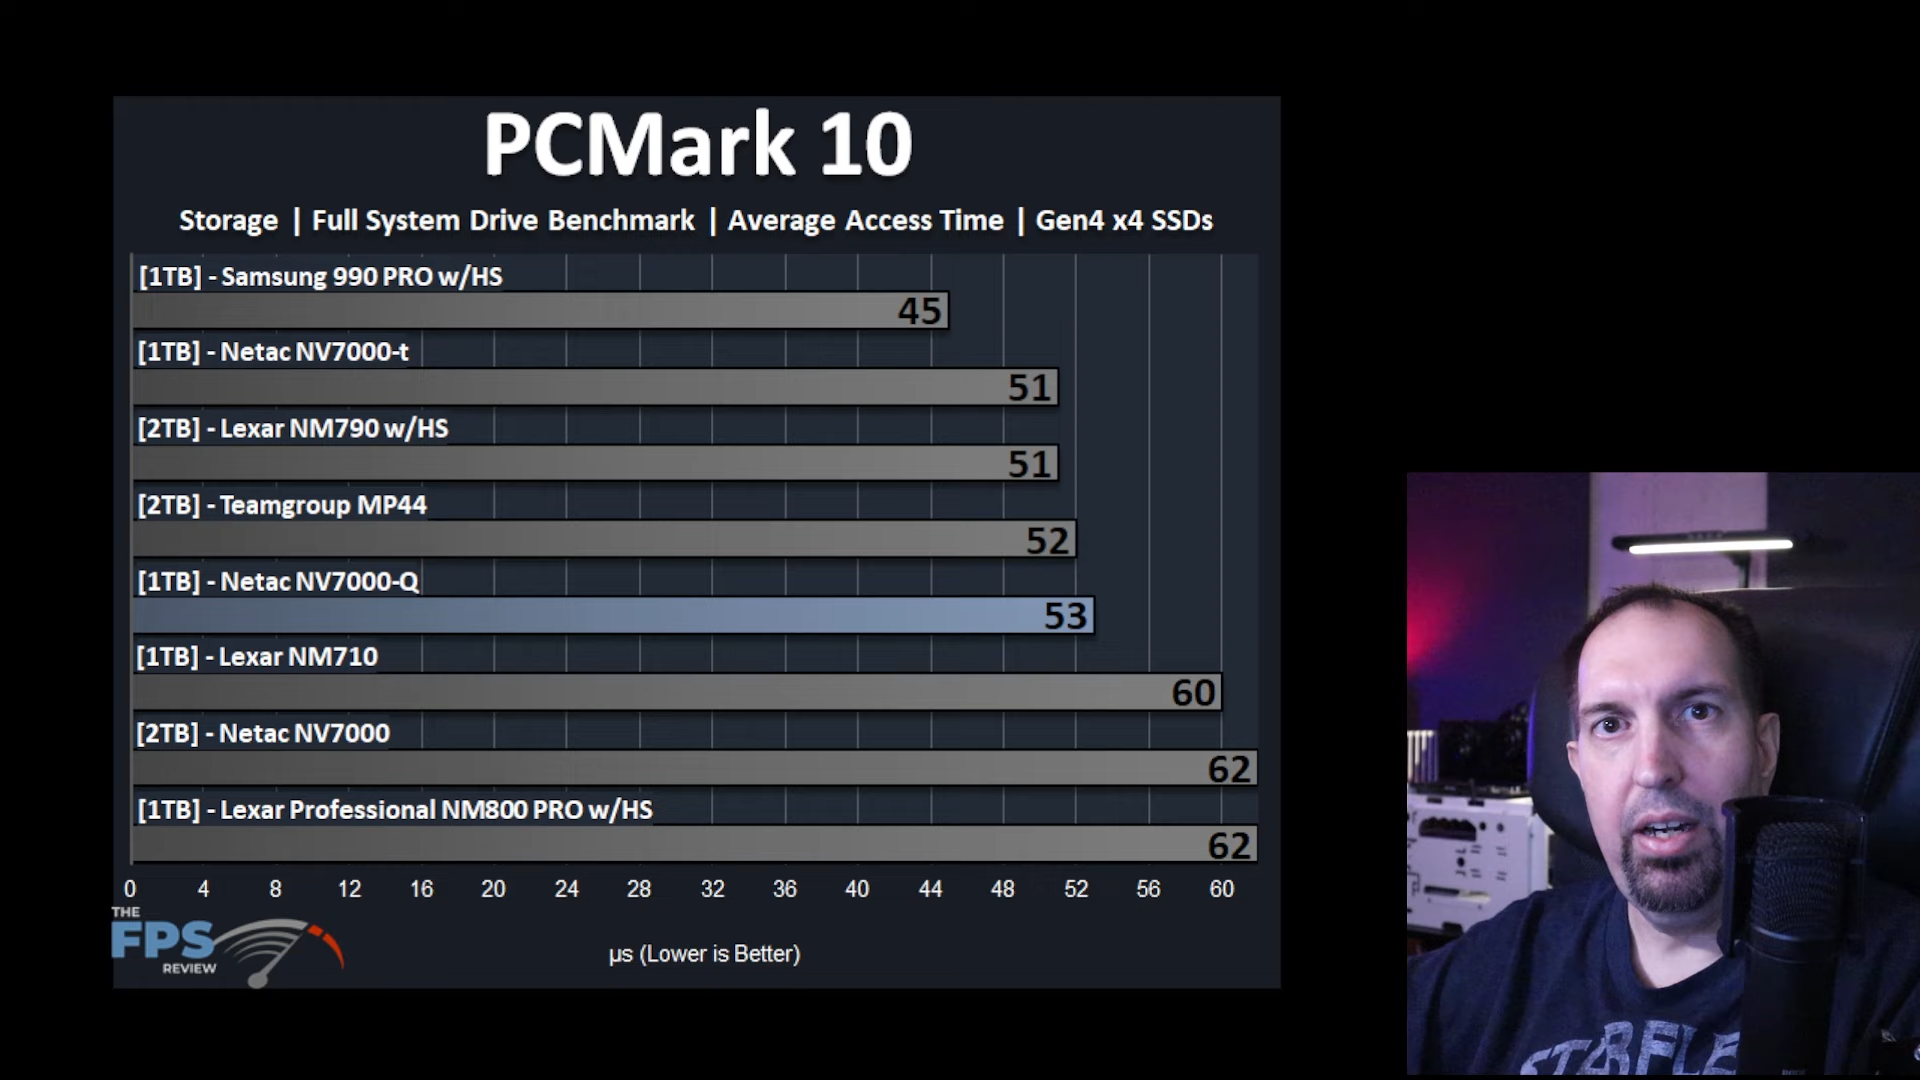 PCMark 10
Storage | Full System Drive Benchmark | Average Access Time | Gen4 x4 SSDs
[1TB] - Samsung 990 PRO w/HS
45
[1TB] - Netac NV7000-t
51
[2TB] - Lexar NM790 w/HS
51
[2TB] - Teamgroup MP44
52
[1TB] - Netac NV7000-Q
53
[1TB] - Lexar NM710
60
[2TB] - Netac NV7000
62
[1TB] - Lexar Professional NM800 PRO w/HS
62
0 4 8 12 16 20 24 28 32 36 40 44 48 52 56 60
THE
FPS
REVIEW
µs (Lower is Better)